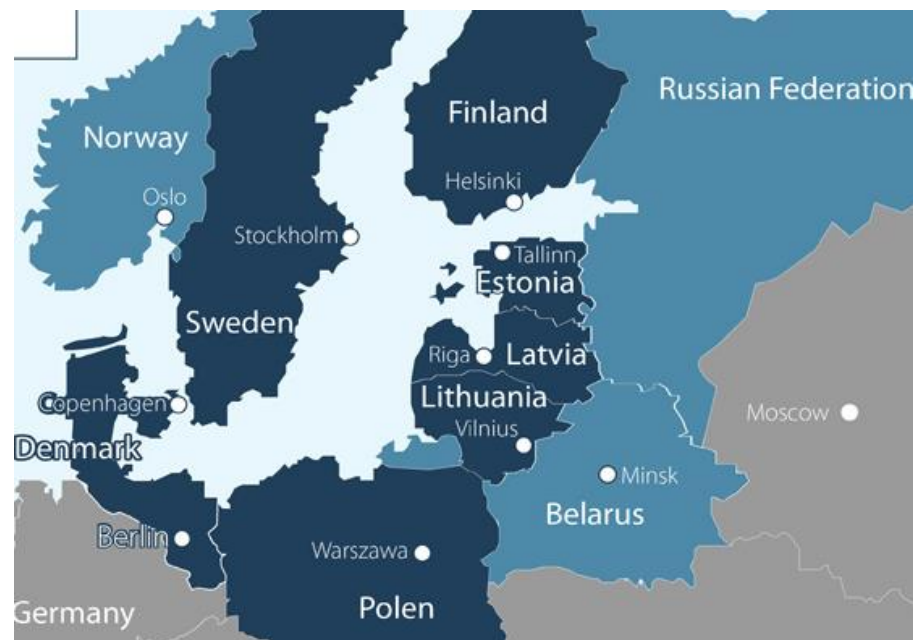 Russian Federation
Finland
Norway
Helsinki
Oslo
Stockholm
Tallinn
Estonia
Sweden
Riga
Latvia
Lithuania
Copenhagen
Moscow
Vilnius
Denmark
Minsk
Belarus
Berlin
Warszawa
Germany
Polen